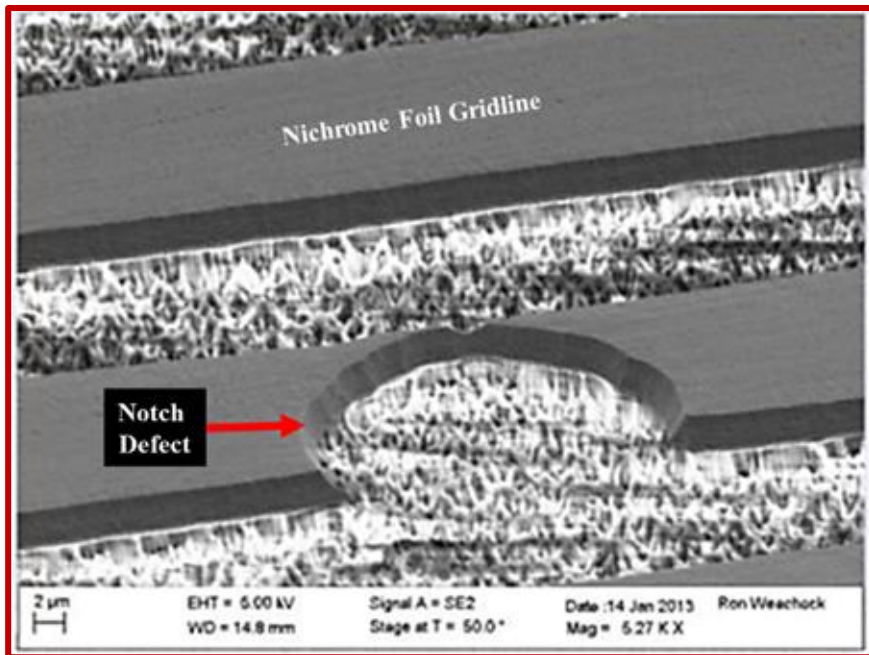 Nichrome Foil Gridline
Notch
Defect
2 µm
EHT = 5.00 kV
Signal A = SE2
Date :14 Jan 2013
Ron Weachock
WD = 14.8 mm
Stage at T = 50.0 °
Mag = 5.27 K X